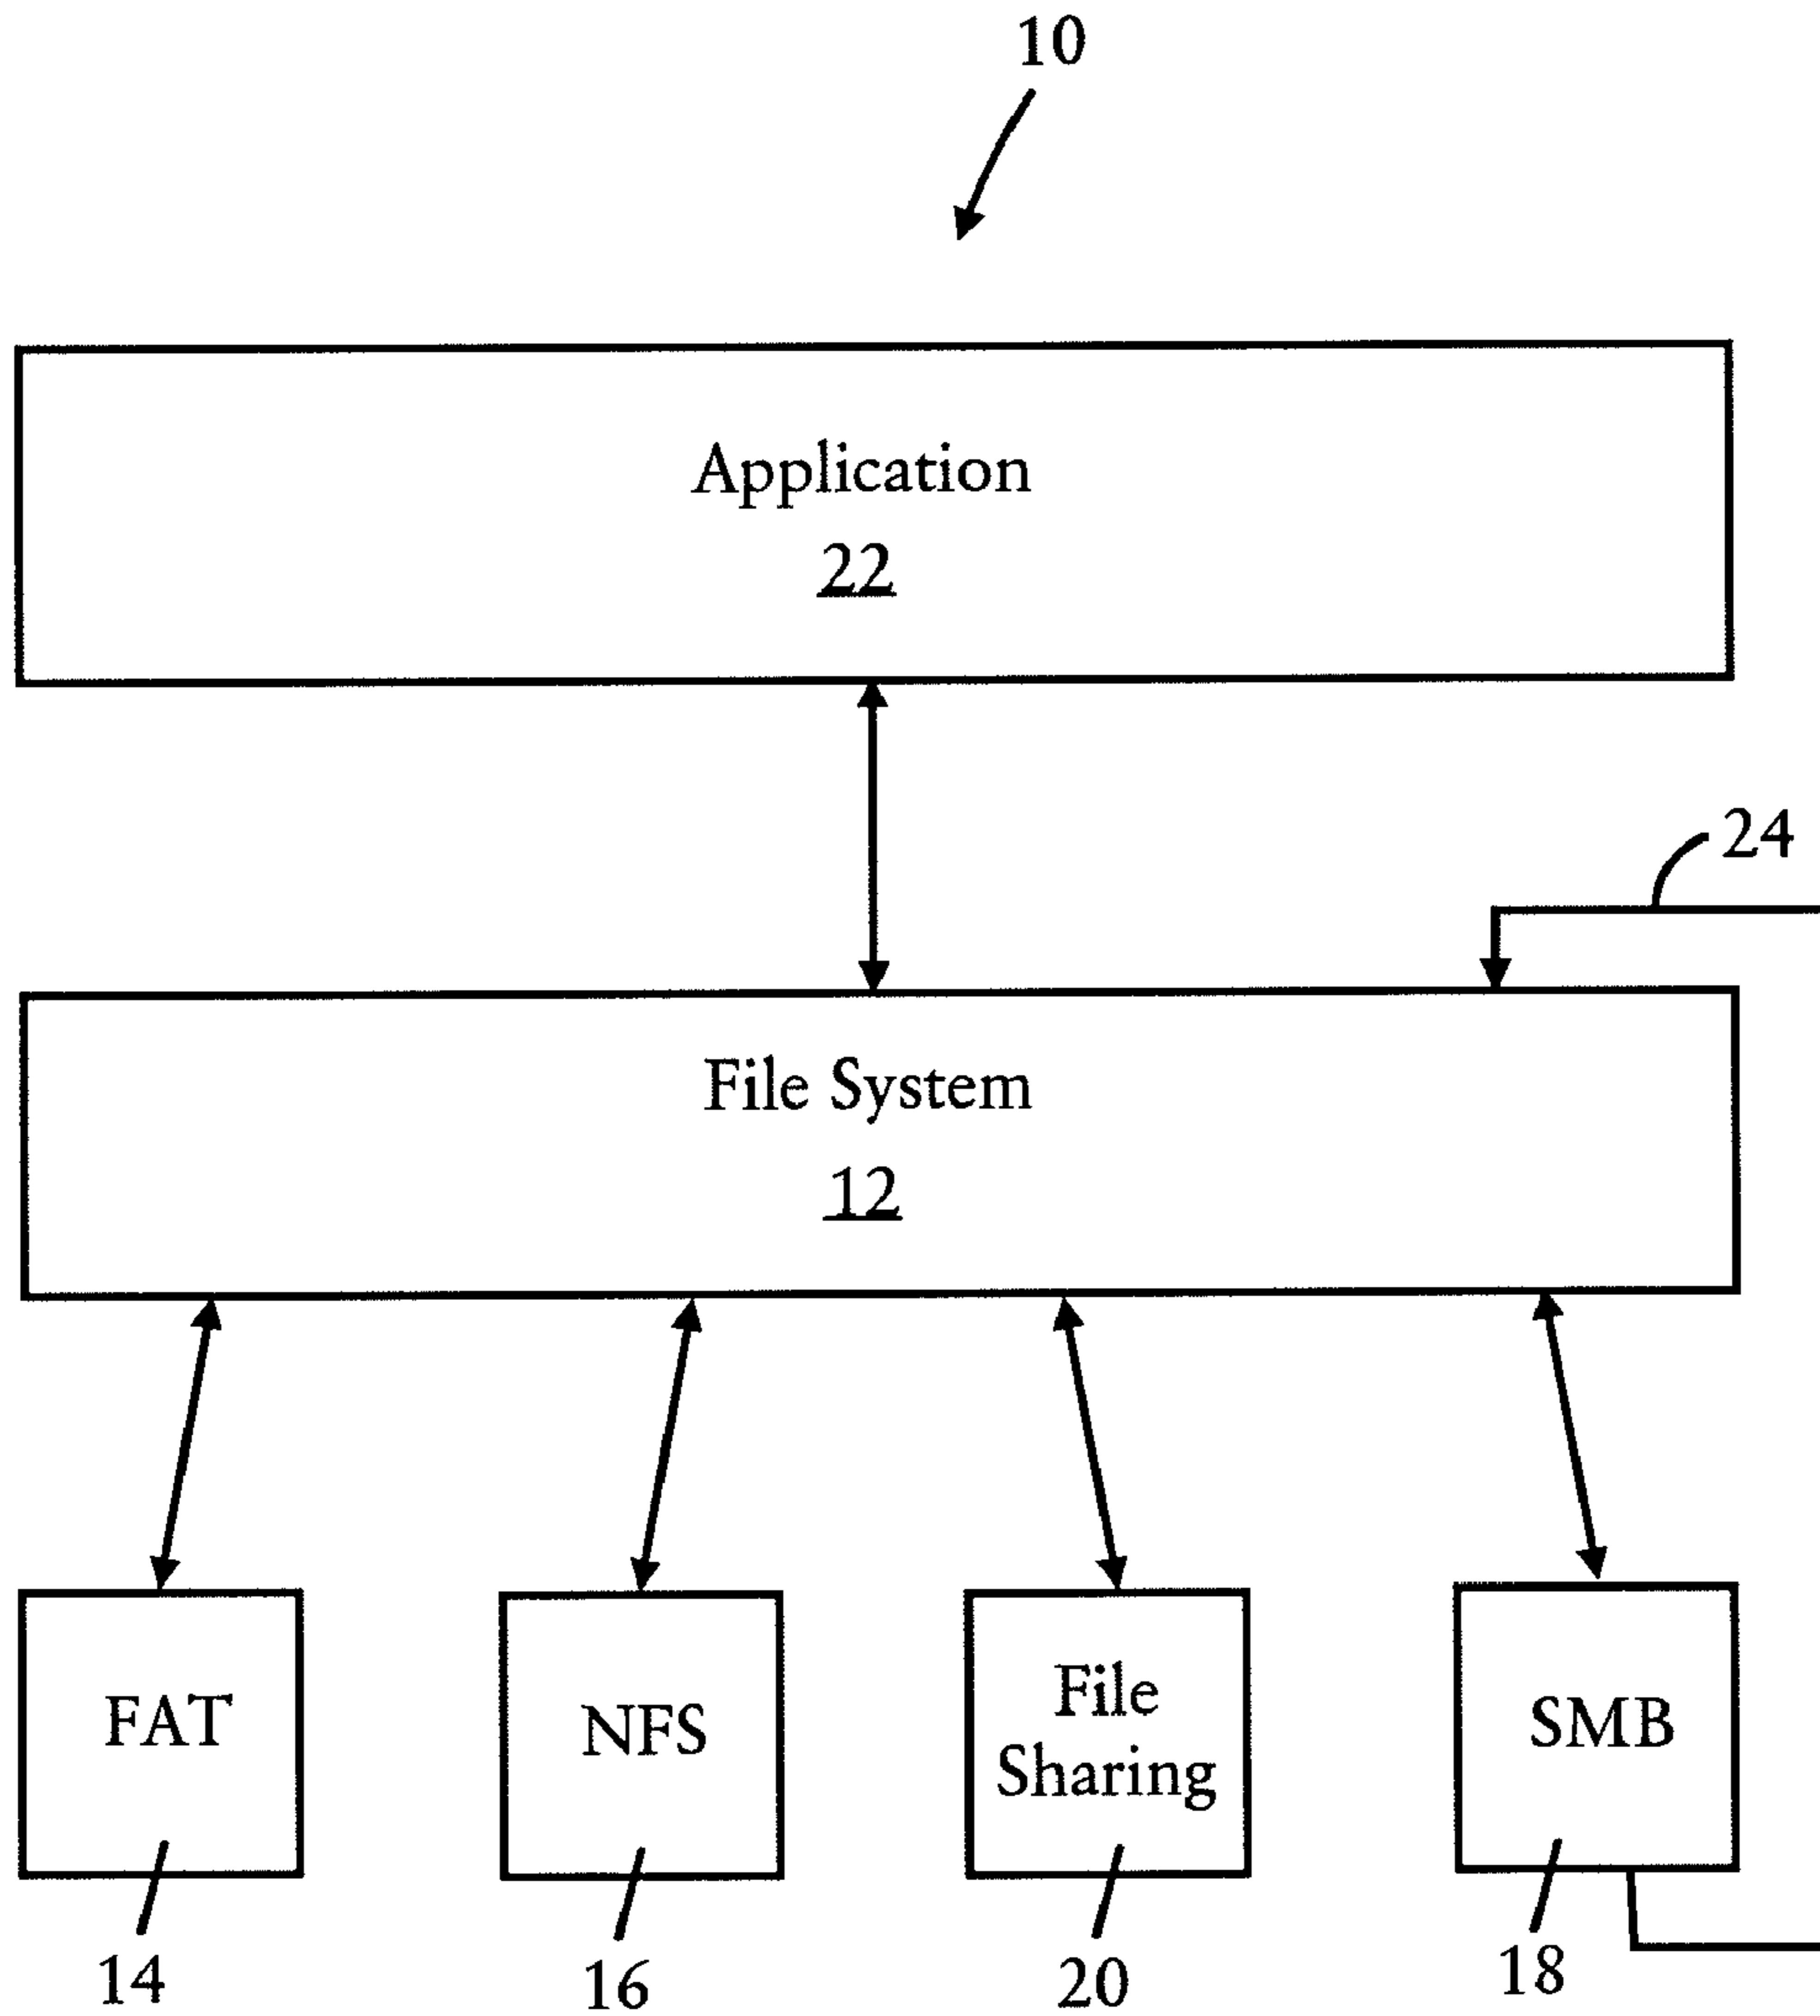 10
Application
22
24
File System
12
FAT
NFS
File
Sharing
SMB
14
16
20
18